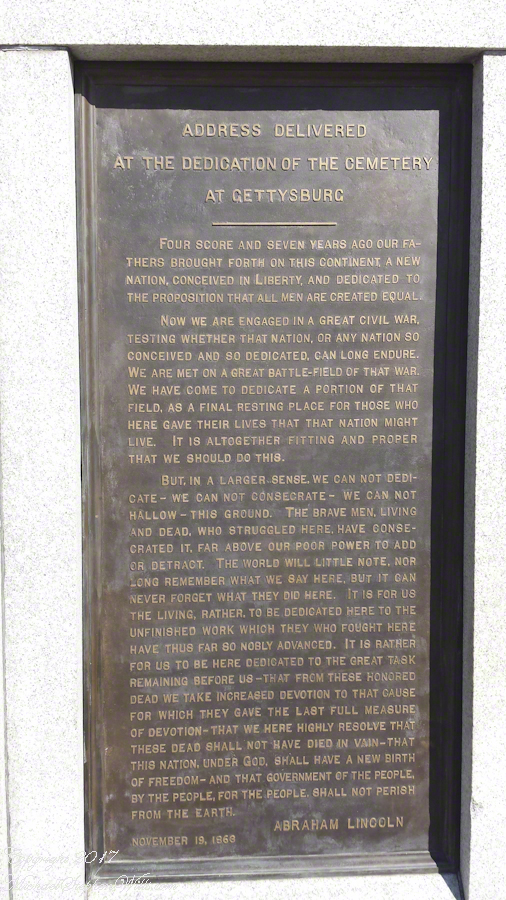 ADDRESS DELIVERED
AT THE DEDICATION OF THE CEMETERY
AT GETTYSBURG
FOUR SCORE AND SEVEN YEARS AGO OUR FA-
THERS BROUGHT FORTH ON THIS CONTINENT, A NEW
NATION, CONCEIVED IN LIBERTY, AND DEDICATED TO
THE PROPOSITION THAT ALL MEN ARE CREATED EQUAL.
NOW WE ARE ENGAGED IN A GREAT CIVIL WAR,
TESTING WHETHER THAT NATION, OR ANY NATION SO
CONCEIVED AND SO DEDICATED, CAN LONG ENDURE.
WE ARE MET ON A GREAT BATTLE-FIELD OF THAT WAR.
WE HAVE COME TO DEDICATE A PORTION OF THAT
FIELD, AS A FINAL RESTING PLACE FOR THOSE WHO
HERE GAVE THEIR LIVES THAT THAT NATION MIGHT
LIVE. IT IS ALTOGETHER FITTING AND PROPER
THAT WE SHOULD DO THIS.
BUT, IN A LARGER SENSE, WE CAN NOT DEDI-
CATE – WE CAN NOT CONSECRATE – WE CAN NOT
HALLOW – THIS GROUND. THE BRAVE MEN, LIVING
AND DEAD, WHO STRUGGLED HERE, HAVE CONSE-
CRATED IT, FAR ABOVE OUR POOR POWER TO ADD
OR DETRACT. THE WORLD WILL LITTLE NOTE, NOR
LONG REMEMBER WHAT WE SAY HERE, BUT IT CAN
NEVER FORGET WHAT THEY DID HERE. IT IS FOR US
THE LIVING, RATHER, TO BE DEDICATED HERE TO THE
UNFINISHED WORK WHICH THEY WHO FOUGHT HERE
HAVE THUS FAR SO NOBLY ADVANCED. IT IS RATHER
FOR US TO BE HERE DEDICATED TO THE GREAT TASK
REMAINING BEFORE US – THAT FROM THESE HONORED
DEAD WE TAKE INCREASED DEVOTION TO THAT CAUSE
FOR WHICH THEY GAVE THE LAST FULL MEASURE
OF DEVOTION – THAT WE HERE HIGHLY RESOLVE THAT
THESE DEAD SHALL NOT HAVE DIED IN VAIN – THAT
THIS NATION, UNDER GOD, SHALL HAVE A NEW BIRTH
OF FREEDOM – AND THAT GOVERNMENT OF THE PEOPLE,
BY THE PEOPLE, FOR THE PEOPLE, SHALL NOT PERISH
FROM THE EARTH.
ABRAHAM LINCOLN
NOVEMBER 19, 1863
Copyright 2017